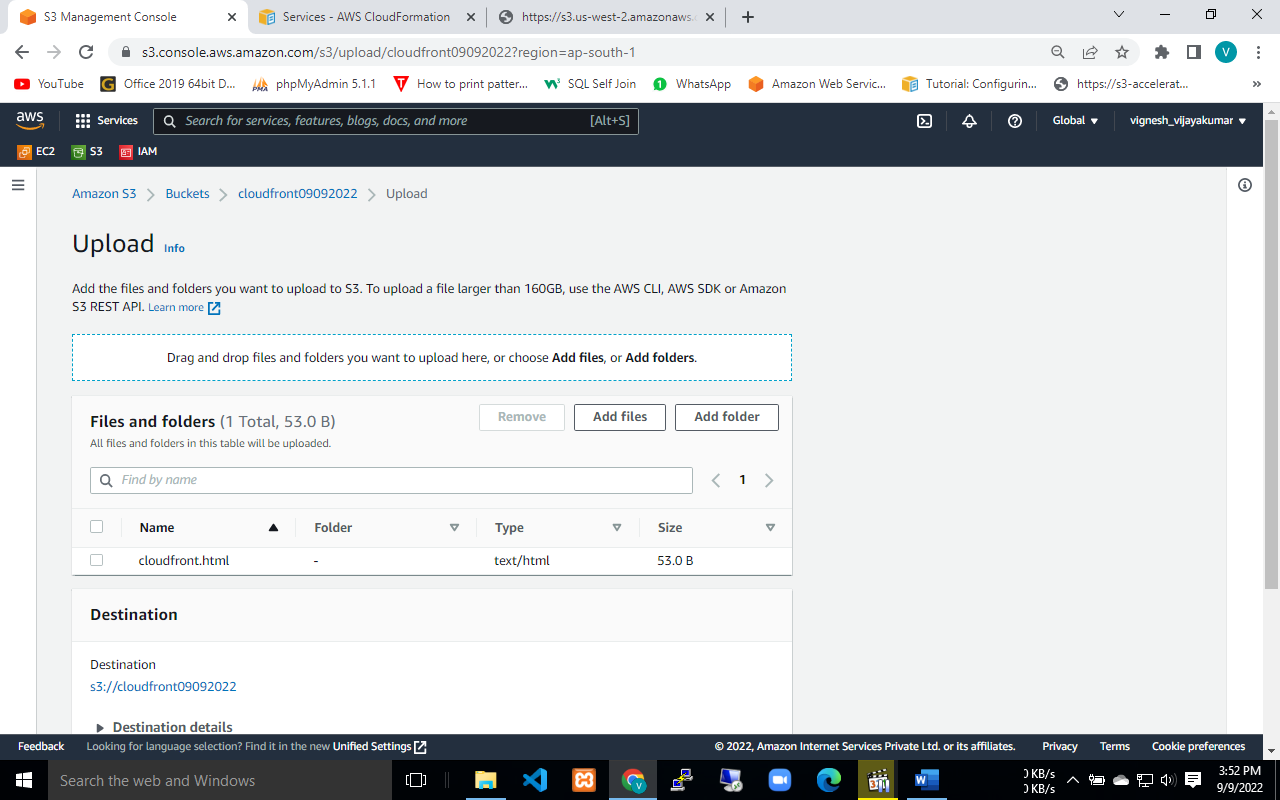 S3 Management Console
Services - AWS CloudFormation
https://s3.us-west-2.amazonaws.
s3.console.aws.amazon.com/s3/upload/cloudfront09092022?region=ap-south-1
V
YouTube
Office 2019 64bit D...
phpMyAdmin 5.1.1
How to print patter...
SQL Self Join
WhatsApp
Amazon Web Servic...
Tutorial: Configurin...
https://s3-accelerat...
aws
Services
Search for services, features, blogs, docs, and more
[Alt+S]
Global
vignesh_vijayakumar
EC2
S3
IAM
Amazon S3
Buckets
cloudfront09092022
Upload
Upload
Info
Add the files and folders you want to upload to S3. To upload a file larger than 160GB, use the AWS CLI, AWS SDK or Amazon
S3 REST API. Learn more
Drag and drop files and folders you want to upload here, or choose Add files, or Add folders.
Files and folders (1 Total, 53.0 B)
Remove
Add files
Add folder
All files and folders in this table will be uploaded.
Find by name
1
Name
Folder
Type
Size
cloudfront.html
-
text/html
53.0 B
Destination
Destination
s3://cloudfront09092022
Destination details
Feedback
Looking for language selection? Find it in the new Unified Settings
© 2022, Amazon Internet Services Private Ltd. or its affiliates.
Privacy
Terms
Cookie preferences
Search the web and Windows
0 KB/s
0 KB/s
3:52 PM
9/9/2022